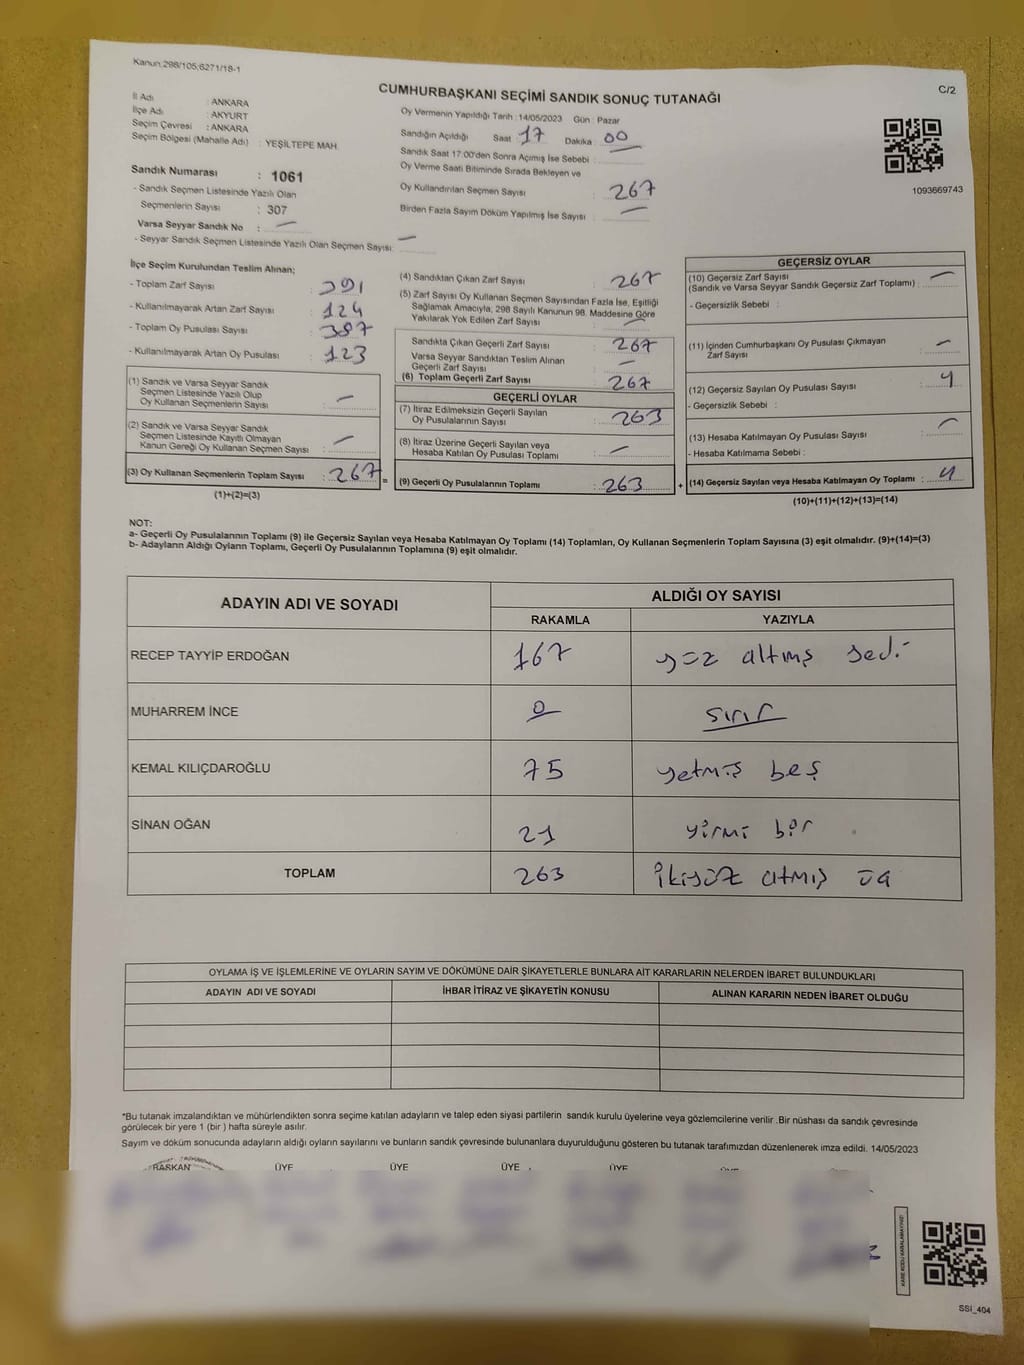 Kanun;298/105;6271/18-1
C/2
CUMHURBAŞKANI SEÇİMİ SANDIK SONUÇ TUTANAĞI
İl Adı : ANKARA
İlçe Adı : AKYURT
Seçim Çevresi : ANKARA
Seçim Bölgesi (Mahalle Adı) : YEŞİLTEPE MAH
Oy Vermenin Yapıldığı Tarih : 14/05/2023 Gün : Pazar
Sandığın Açıldığı Saat 17 Dakika : 00
Sandık Saat 17:00'den Sonra Açımış İse Sebebi :
Oy Verme Saati Bitiminde Sırada Bekleyen ve
Oy Kullandırılan Seçmen Sayısı : 267
Birden Fazla Sayım Döküm Yapılmış İse Sayısı : —
1093669743
Sandık Numarası : 1061
- Sandık Seçmen Listesinde Yazılı Olan
Seçmenlerin Sayısı : 307
Varsa Seyyar Sandık No : —
- Seyyar Sandık Seçmen Listesinde Yazılı Olan Seçmen Sayısı: —
İlçe Seçim Kurulundan Teslim Alınan;
- Toplam Zarf Sayısı : 391
- Kullanılmayarak Artan Zarf Sayısı : 124
- Toplam Oy Pusulası Sayısı : 387
- Kullanılmayarak Artan Oy Pusulası : 123
(1) Sandık ve Varsa Seyyar Sandık
Seçmen Listesinde Yazılı Olup
Oy Kullanan Seçmenlerin Sayısı : —
(2) Sandık ve Varsa Seyyar Sandık
Seçmen Listesinde Kayıtlı Olmayan
Kanun Gereği Oy Kullanan Seçmen Sayısı : —
(3) Oy Kullanan Seçmenlerin Toplam Sayısı : 267 =
(1)+(2)=(3)
(4) Sandıktan Çıkan Zarf Sayısı : 267
(5) Zarf Sayısı Oy Kullanan Seçmen Sayısından Fazla İse, Eşitliği
Sağlamak Amacıyla, 298 Sayılı Kanunun 98. Maddesine Göre
Yakılarak Yok Edilen Zarf Sayısı : —
Sandıkta Çıkan Geçerli Zarf Sayısı : 267
Varsa Seyyar Sandıktan Teslim Alınan
Geçerli Zarf Sayısı : —
(6) Toplam Geçerli Zarf Sayısı : 267
GEÇERLİ OYLAR
(7) İtiraz Edilmeksizin Geçerli Sayılan
Oy Pusulalarının Sayısı : 263
(8) İtiraz Üzerine Geçerli Sayılan veya
Hesaba Katılan Oy Pusulası Toplamı : —
(9) Geçerli Oy Pusulalarının Toplamı : 263 +
GEÇERSİZ OYLAR
(10) Geçersiz Zarf Sayısı : —
(Sandık ve Varsa Seyyar Sandık Geçersiz Zarf Toplamı)
- Geçersizlik Sebebi :
(11) İçinden Cumhurbaşkanı Oy Pusulası Çıkmayan
Zarf Sayısı : —
(12) Geçersiz Sayılan Oy Pusulası Sayısı : 4
- Geçersizlik Sebebi :
(13) Hesaba Katılmayan Oy Pusulası Sayısı : —
- Hesaba Katılmama Sebebi :
(14) Geçersiz Sayılan veya Hesaba Katılmayan Oy Toplamı : 4
(10)+(11)+(12)+(13)=(14)
NOT:
a- Geçerli Oy Pusulalarının Toplamı (9) ile Geçersiz Sayılan veya Hesaba Katılmayan Oy Toplamı (14) Toplamları, Oy Kullanan Seçmenlerin Toplam Sayısına (3) eşit olmalıdır. (9)+(14)=(3)
b- Adayların Aldığı Oyların Toplamı, Geçerli Oy Pusulalarının Toplamına (9) eşit olmalıdır.
ADAYIN ADI VE SOYADI ALDIĞI OY SAYISI
RAKAMLA YAZIYLA
RECEP TAYYİP ERDOĞAN 167 yüz altmış yedi
MUHARREM İNCE 0 sıfır
KEMAL KILIÇDAROĞLU 75 yetmiş beş
SİNAN OĞAN 21 yirmi bir
TOPLAM 263 ikiyüz atmış üç
OYLAMA İŞ VE İŞLEMLERİNE VE OYLARIN SAYIM VE DÖKÜMÜNE DAİR ŞİKAYETLERLE BUNLARA AİT KARARLARIN NELERDEN İBARET BULUNDUKLARI
ADAYIN ADI VE SOYADI İHBAR İTİRAZ VE ŞİKAYETİN KONUSU ALINAN KARARIN NEDEN İBARET OLDUĞU
*Bu tutanak imzalandıktan ve mühürlendikten sonra seçime katılan adayların ve talep eden siyasi partilerin sandık kurulu üyelerine veya gözlemcilerine verilir .Bir nüshası da sandık çevresinde
görülecek bir yere 1 (bir ) hafta süreyle asılır.
Sayım ve döküm sonucunda adayların aldığı oyların sayılarını ve bunların sandık çevresinde bulunanlara duyurulduğunu gösteren bu tutanak tarafımızdan düzenlenerek imza edildi. 14/05/2023
BAŞKAN ÜYE ÜYE ÜYE ÜYE
KARE KODU KARALAMAYINIZ!
SSİ_404